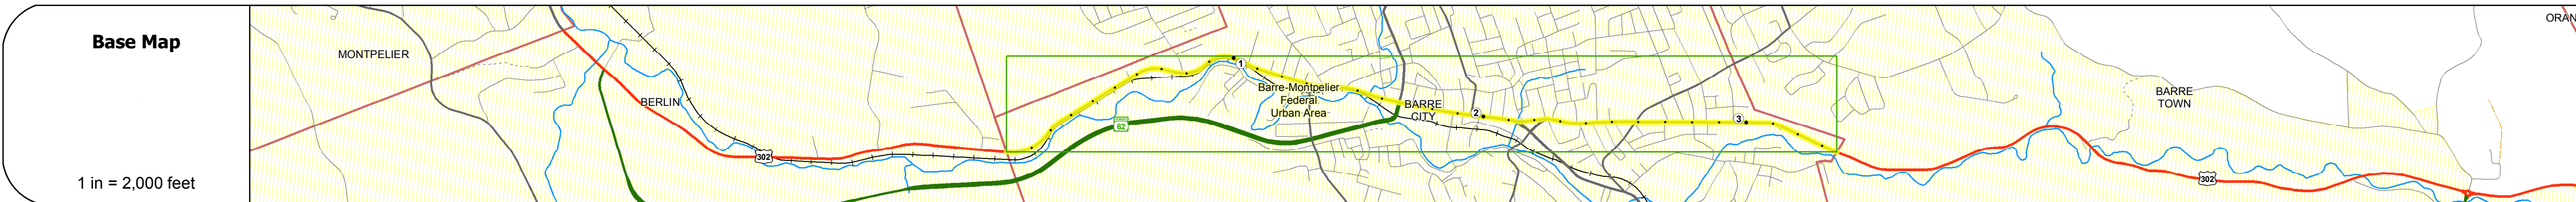 Base Map
1 in = 2,000 feet
MONTPELIER
BERLIN
302
62
1
Barre-Montpelier
Federal
Urban Area
BARRE
CITY
2
3
BARRE
TOWN
302
ORAN